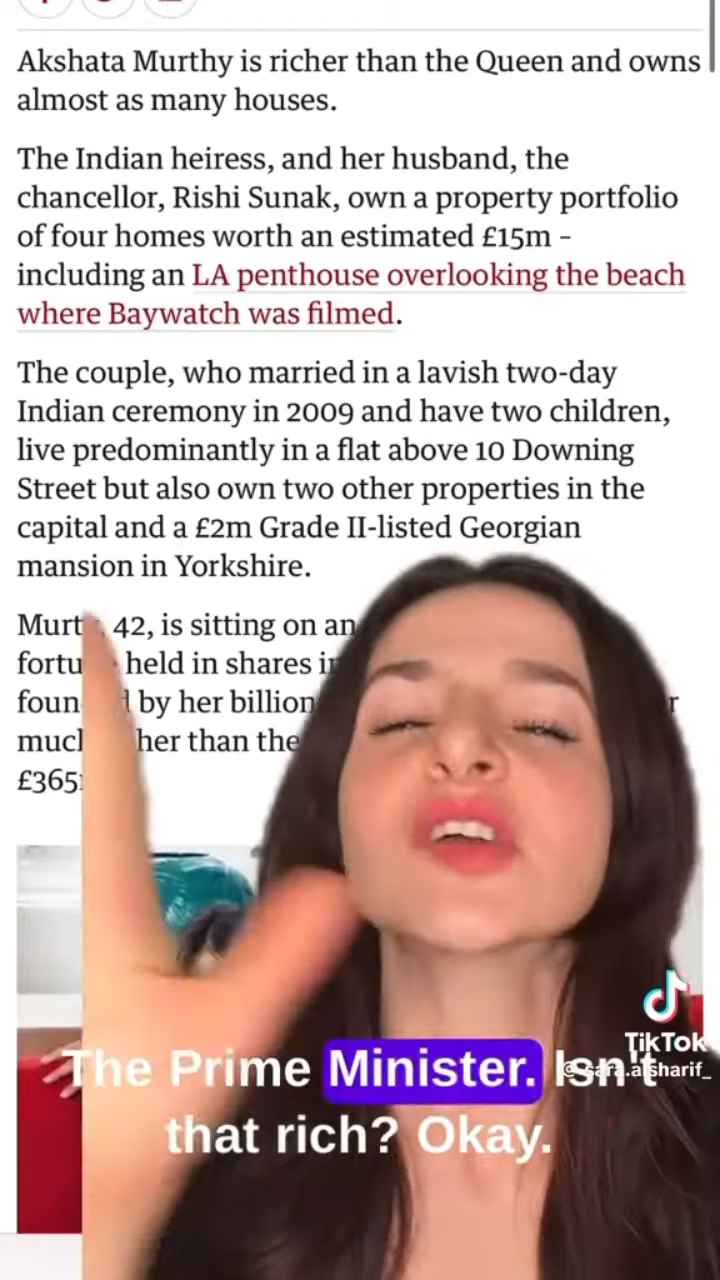 Akshata Murthy is richer than the Queen and owns
almost as many houses.
The Indian heiress, and her husband, the
chancellor, Rishi Sunak, own a property portfolio
of four homes worth an estimated £15m –
including an LA penthouse overlooking the beach
where Baywatch was filmed.
The couple, who married in a lavish two-day
Indian ceremony in 2009 and have two children,
live predominantly in a flat above 10 Downing
Street but also own two other properties in the
capital and a £2m Grade II-listed Georgian
mansion in Yorkshire.
42, is sitting on an
held in shares
by her billion
than the
£365
TikTok
The Prime Minister. Isn't
that rich? Okay.